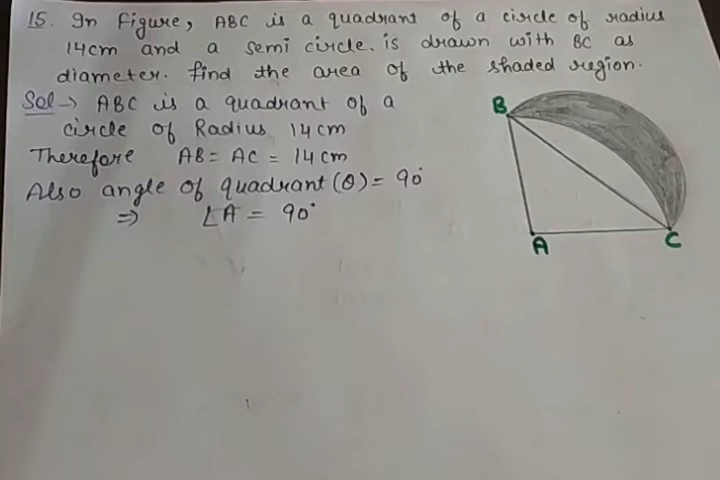 15. In Figure, ABC is a quadrant of a circle of radius
14cm and a semi circle. is drawn with BC as
diameter. find the area of the shaded region.
Sol → ABC is a quadrant of a
circle of Radius 14 cm
Therefore AB = AC = 14 cm
Also angle of quadrant (θ) = 90°
⇒ ∠A = 90°
B
A
C